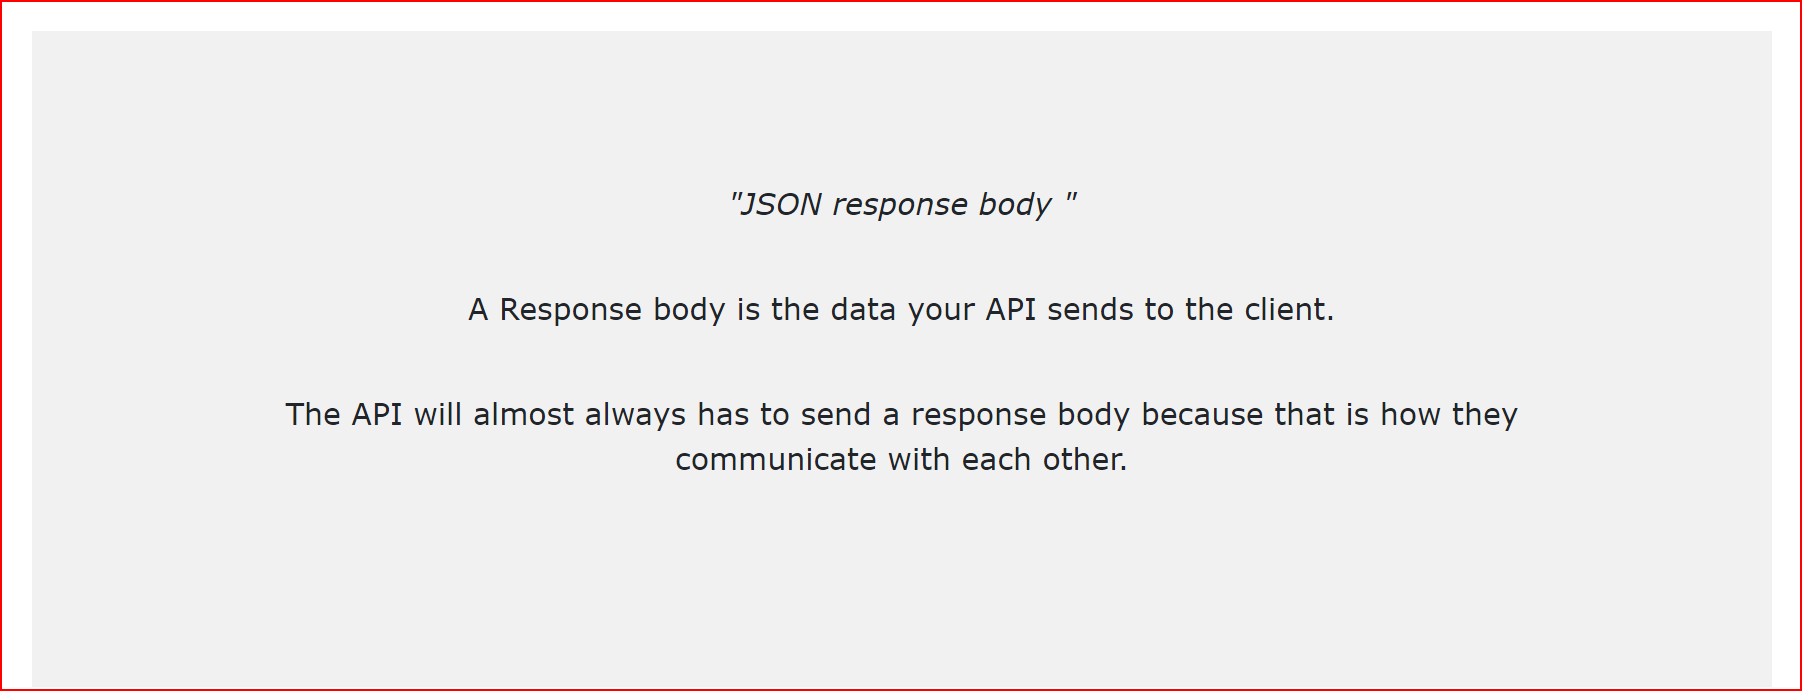 "JSON response body "
A Response body is the data your API sends to the client.
The API will almost always has to send a response body because that is how they
communicate with each other.